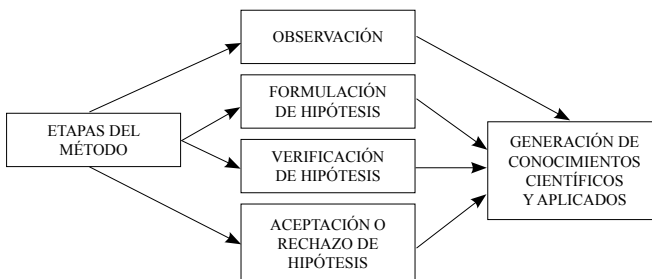 OBSERVACIÓN
FORMULACIÓN
DE HIPÓTESIS
ETAPAS DEL
MÉTODO
VERIFICACIÓN
DE HIPÓTESIS
ACEPTACIÓN O
RECHAZO DE
HIPÓTESIS
GENERACIÓN DE
CONOCIMIENTOS
CIENTÍFICOS
Y APLICADOS